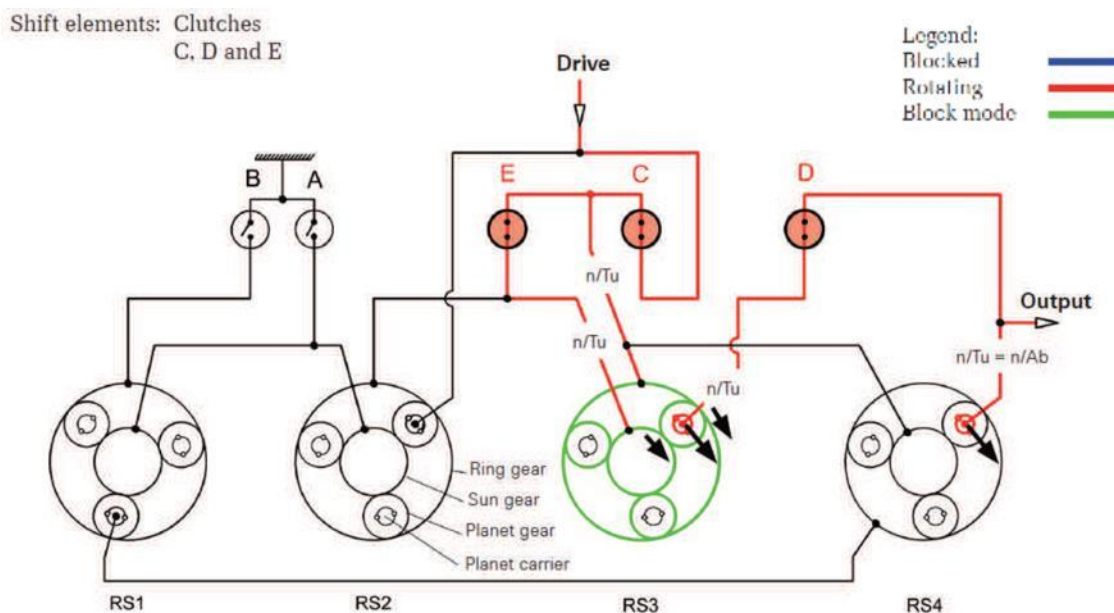 Shift elements: Clutches
C, D and E
Legend:
Blocked
Rotating
Block mode
Drive
B
A
E
C
D
n/Tu
Output
n/Tu
n/Tu = n/Ab
n/Tu
Ring gear
Sun gear
Planet gear
Planet carrier
RS1
RS2
RS3
RS4